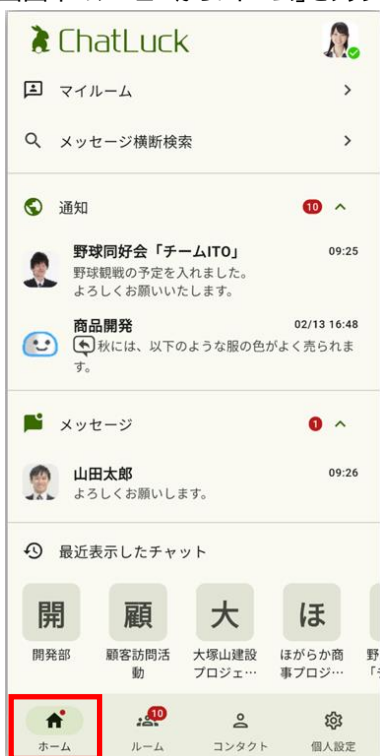 ChatLuck
マイルーム
メッセージ横断検索
通知
10
野球同好会「チームITO」
09:25
野球観戦の予定を入れました。
よろしくお願いいたします。
商品開発
02/13 16:48
秋には、以下のような服の色がよく売られま
す。
メッセージ
1
山田太郎
09:26
よろしくお願いします。
最近表示したチャット
開
顧
大
ほ
開発部
顧客訪問活
動
大塚山建設
プロジェ…
ほがらか商
事プロジ…
野
10
ホーム
ルーム
コンタクト
個人設定